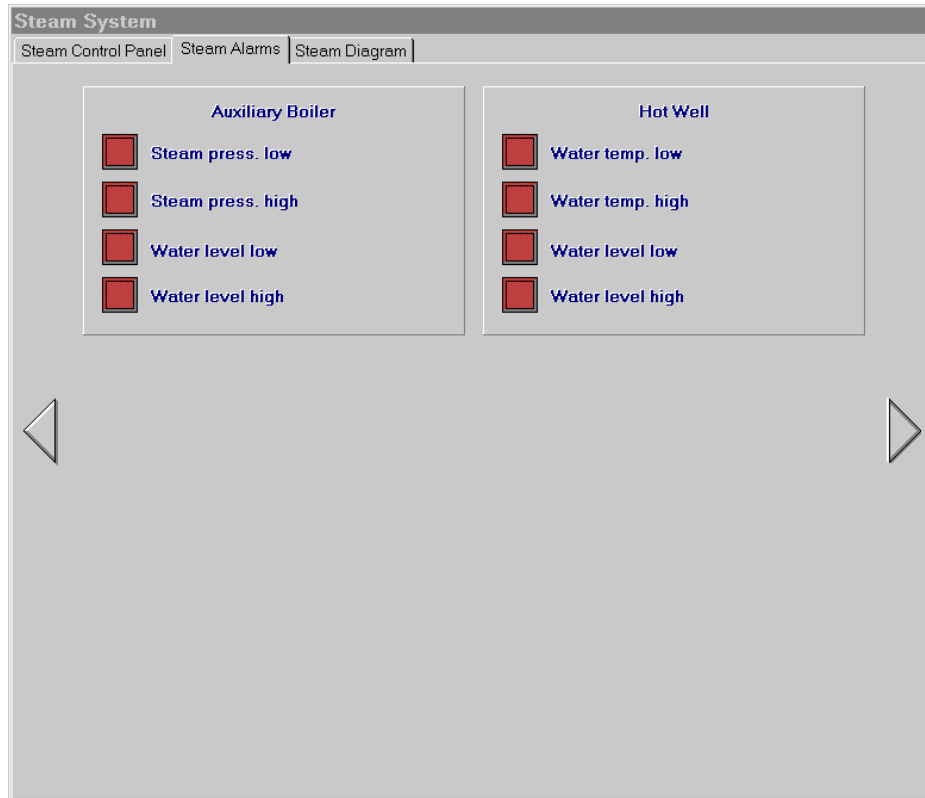 Steam System
Steam Control Panel
Steam Alarms
Steam Diagram
Auxiliary Boiler
Steam press. low
Steam press. high
Water level low
Water level high
Hot Well
Water temp. low
Water temp. high
Water level low
Water level high